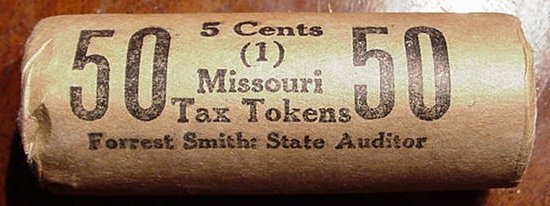 5 Cents
50 (1) 50
Missouri
Tax Tokens
Forrest Smith: State Auditor